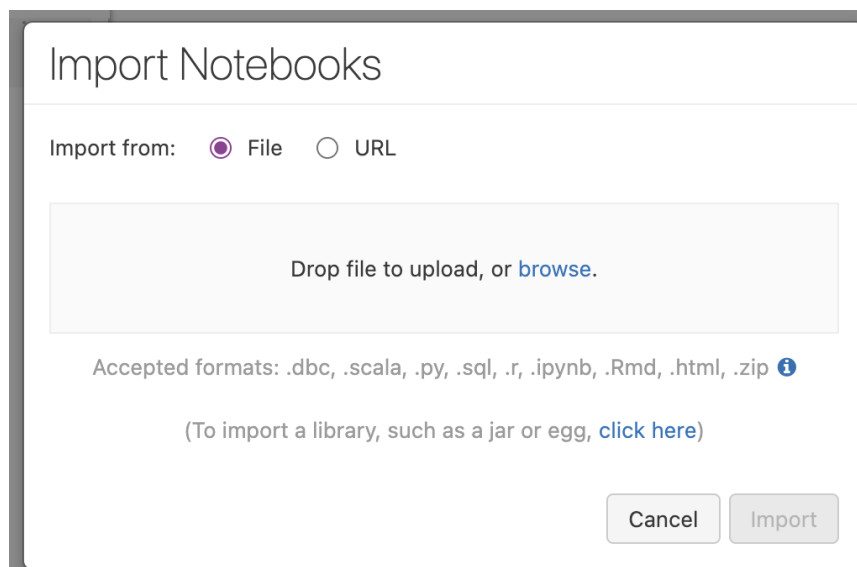 Import Notebooks
Import from: File URL
Drop file to upload, or browse.
Accepted formats: .dbc, .scala, .py, .sql, .r, .ipynb, .Rmd, .html, .zip
(To import a library, such as a jar or egg, click here)
Cancel Import